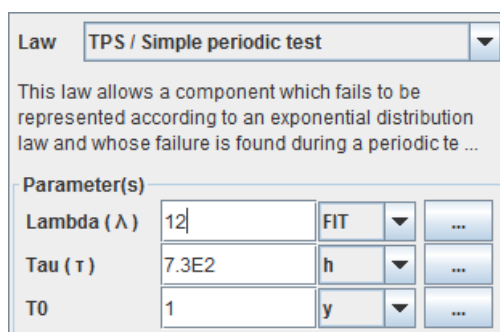 Law TPS / Simple periodic test
This law allows a component which fails to be
represented according to an exponential distribution
law and whose failure is found during a periodic te ...
Parameter(s)
Lambda ( λ ) 12 FIT ...
Tau ( τ ) 7.3E2 h ...
T0 1 y ...